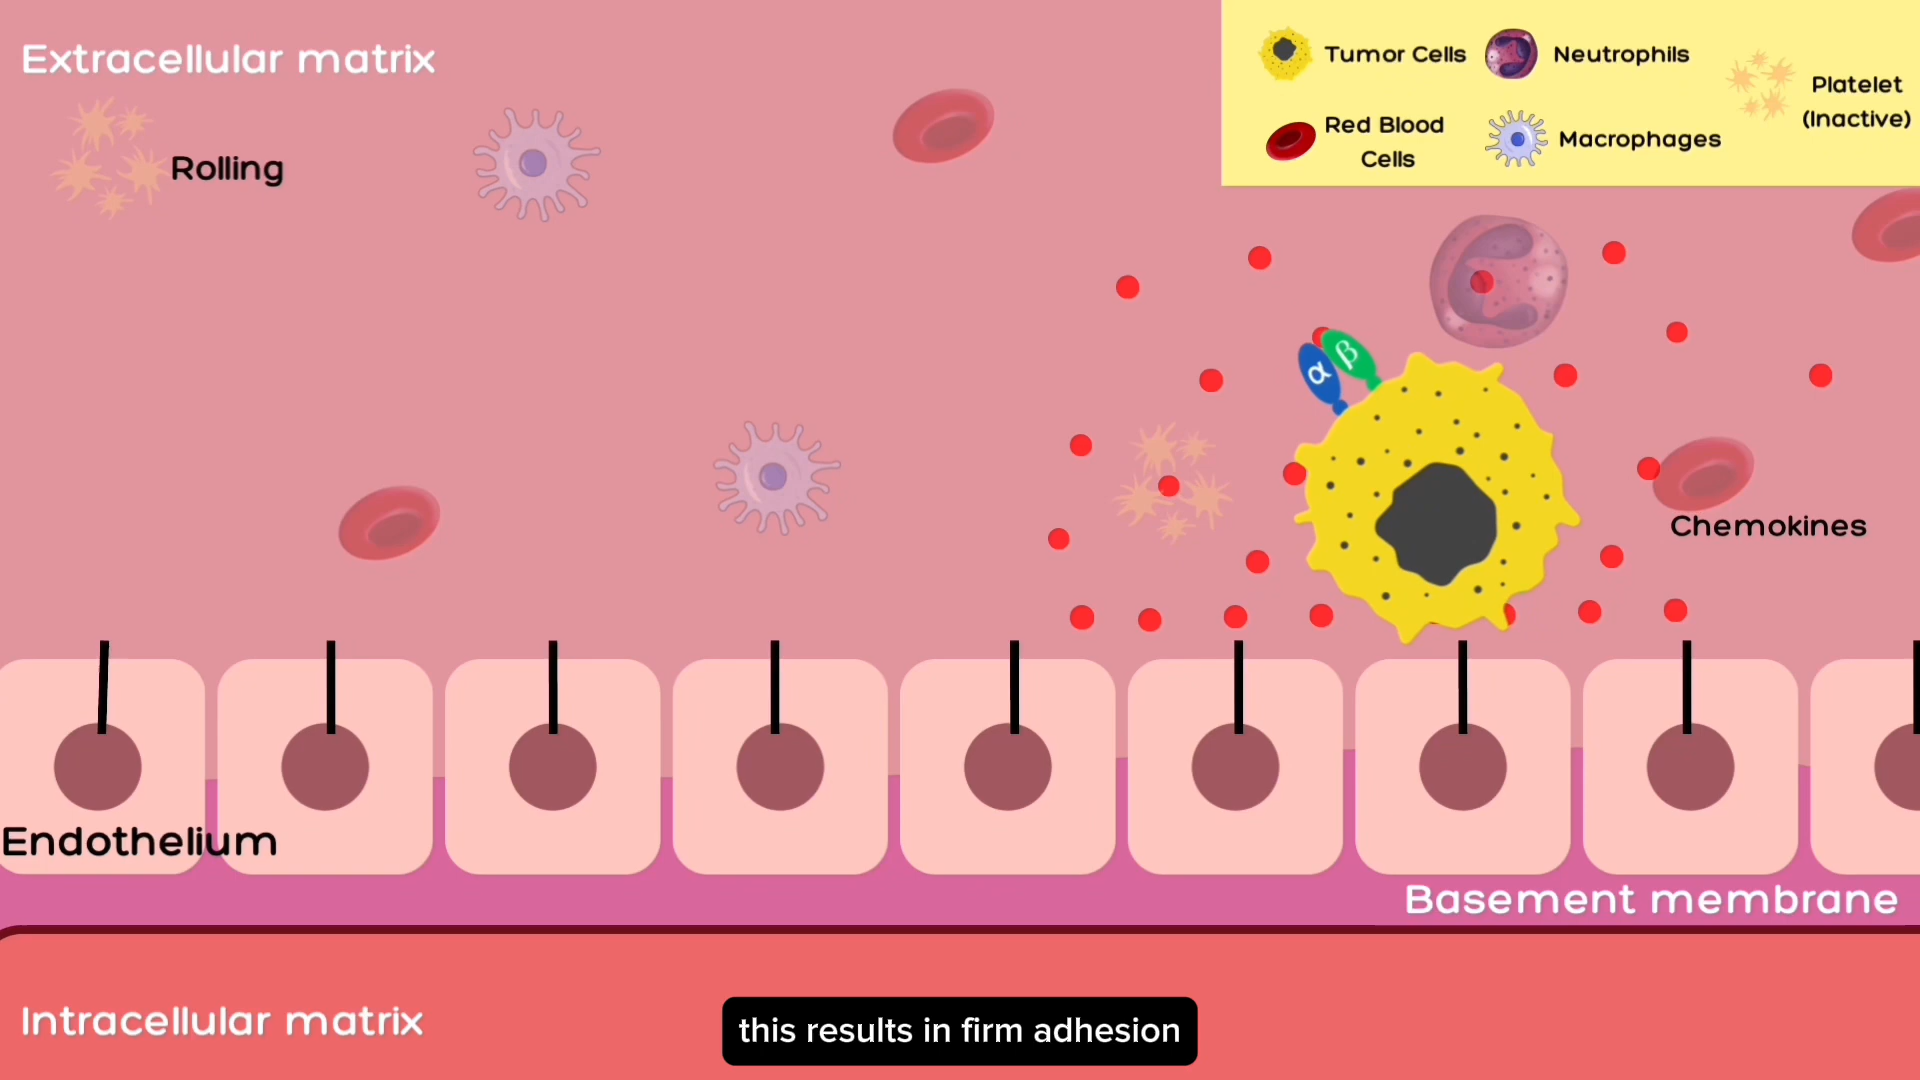 Extracellular matrix
Rolling
Tumor Cells
Neutrophils
Platelet
(Inactive)
Red Blood
Cells
Macrophages
α
β
Chemokines
Endothelium
Basement membrane
Intracellular matrix
this results in firm adhesion